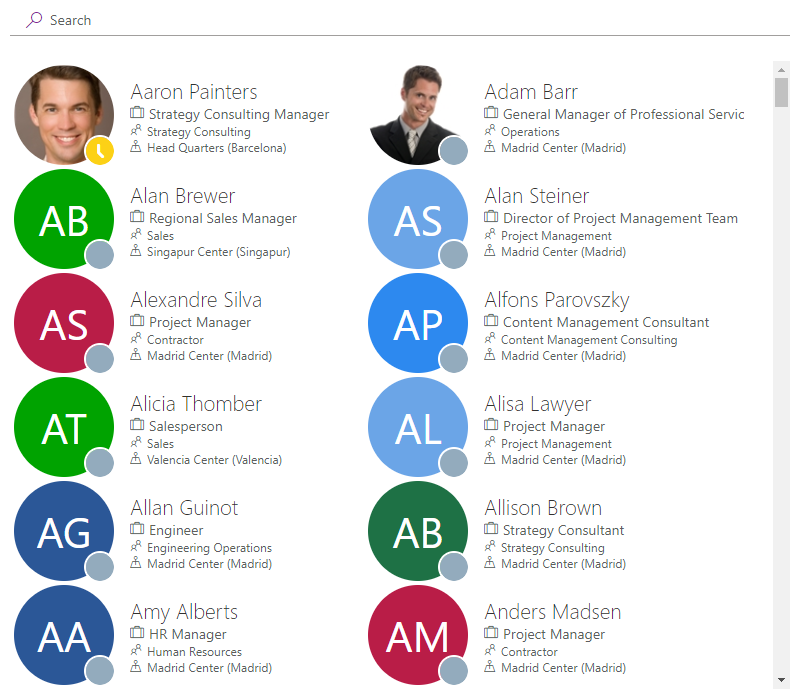 Search
Aaron Painters
Strategy Consulting Manager
Strategy Consulting
Head Quarters (Barcelona)
Adam Barr
General Manager of Professional Servic
Operations
Madrid Center (Madrid)
AB
Alan Brewer
Regional Sales Manager
Sales
Singapur Center (Singapur)
AS
Alan Steiner
Director of Project Management Team
Project Management
Madrid Center (Madrid)
AS
Alexandre Silva
Project Manager
Contractor
Madrid Center (Madrid)
AP
Alfons Parovszky
Content Management Consultant
Content Management Consulting
Madrid Center (Madrid)
AT
Alicia Thomber
Salesperson
Sales
Valencia Center (Valencia)
AL
Alisa Lawyer
Project Manager
Project Management
Madrid Center (Madrid)
AG
Allan Guinot
Engineer
Engineering Operations
Madrid Center (Madrid)
AB
Allison Brown
Strategy Consultant
Strategy Consulting
Madrid Center (Madrid)
AA
Amy Alberts
HR Manager
Human Resources
Madrid Center (Madrid)
AM
Anders Madsen
Project Manager
Contractor
Madrid Center (Madrid)